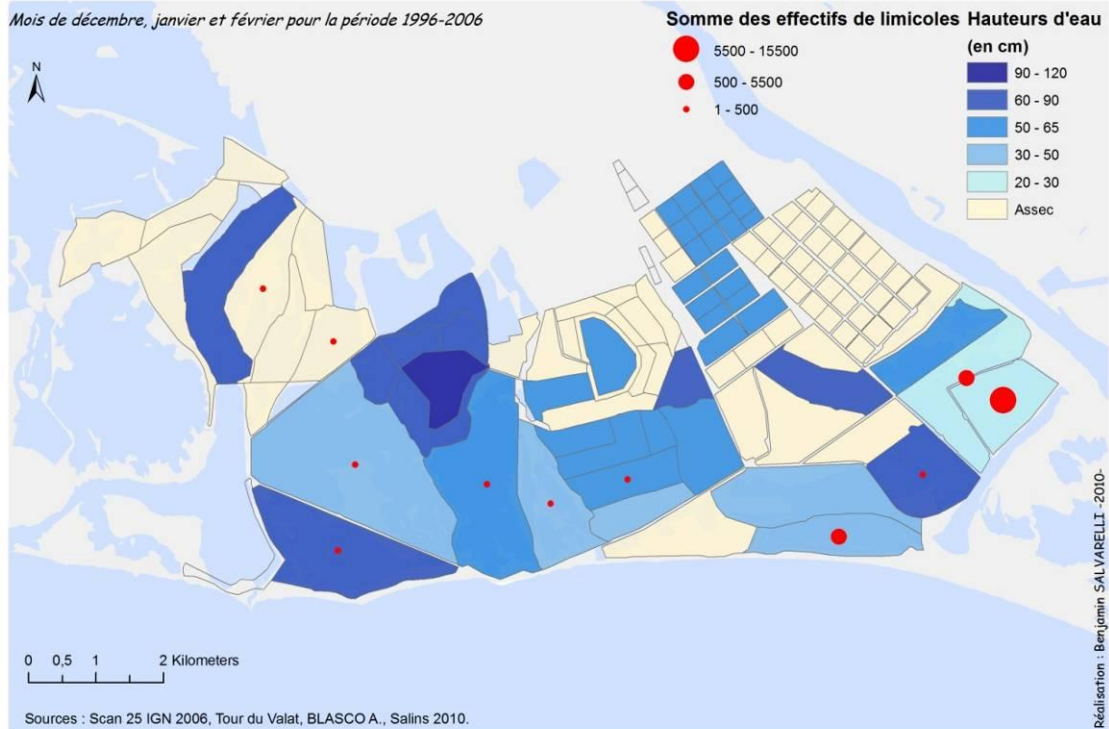 Mois de décembre, janvier et février pour la période 1996-2006
N
Somme des effectifs de limicoles
5500 - 15500
500 - 5500
1 - 500
Hauteurs d'eau
(en cm)
90 - 120
60 - 90
50 - 65
30 - 50
20 - 30
Assec
0 0,5 1 2 Kilometers
Sources : Scan 25 IGN 2006, Tour du Valat, BLASCO A., Salins 2010.
Réalisation : Benjamin SALVARELLI -2010-